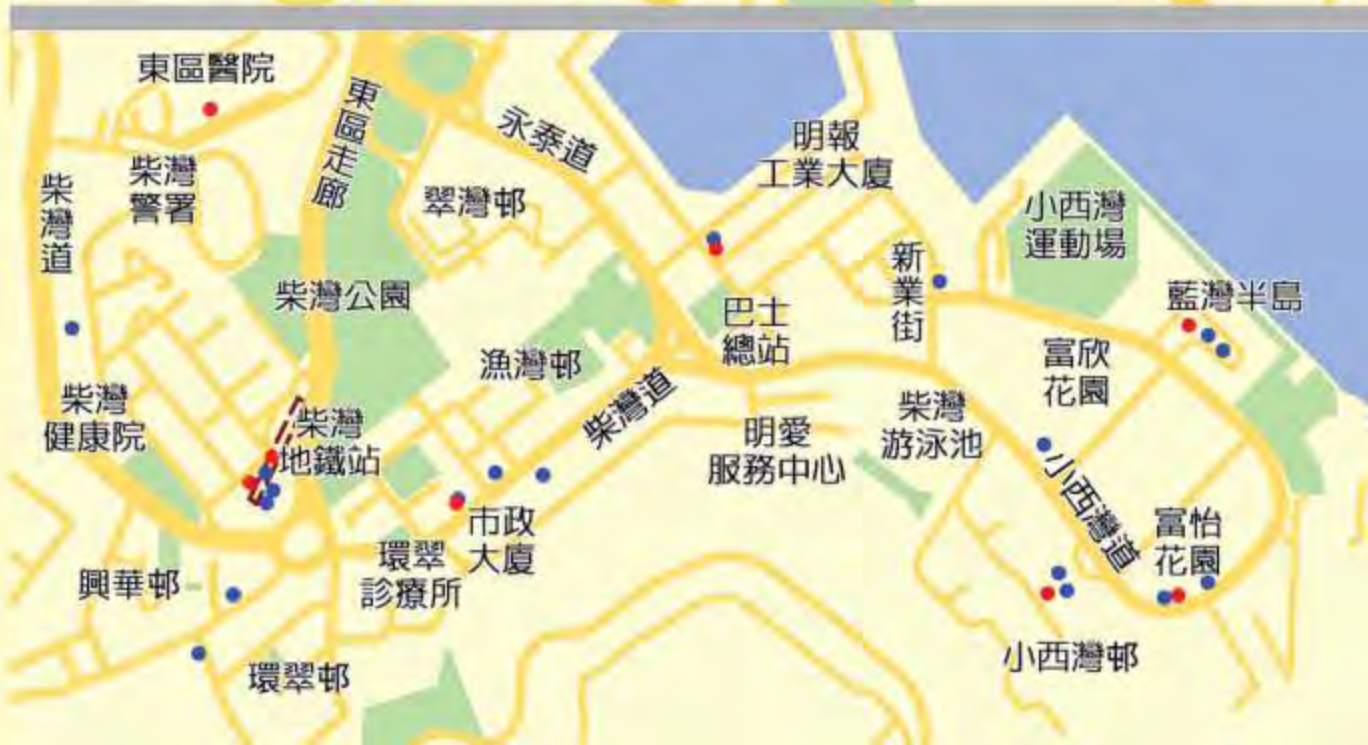 東區醫院
東區走廊
永泰道
明報
工業大廈
柴灣
警署
柴灣道
翠灣邨
小西灣
運動場
新業街
柴灣公園
巴士
總站
藍灣半島
漁灣邨
富欣
花園
柴灣
健康院
柴灣
地鐵站
柴灣道
明愛
服務中心
柴灣
游泳池
小西灣道
市政
大廈
富怡
花園
環翠
診療所
興華邨
小西灣邨
環翠邨